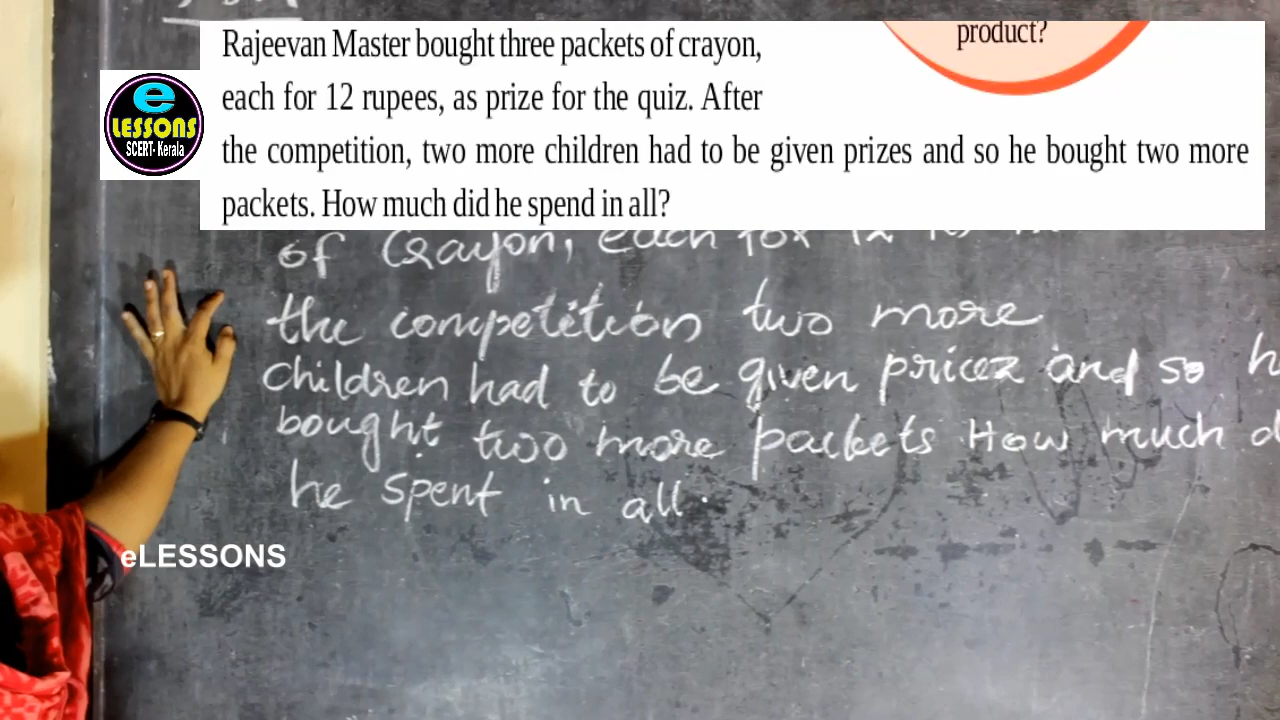 product?
Rajeevan Master bought three packets of crayon,
each for 12 rupees, as prize for the quiz. After
the competition, two more children had to be given prizes and so he bought two more
packets. How much did he spend in all?
e
LESSONS
SCERT- Kerala
of Crayon, each for 12
the competition two more
children had to be given pricez and so h
bought two more packets How much d
he spent in all.
eLESSONS